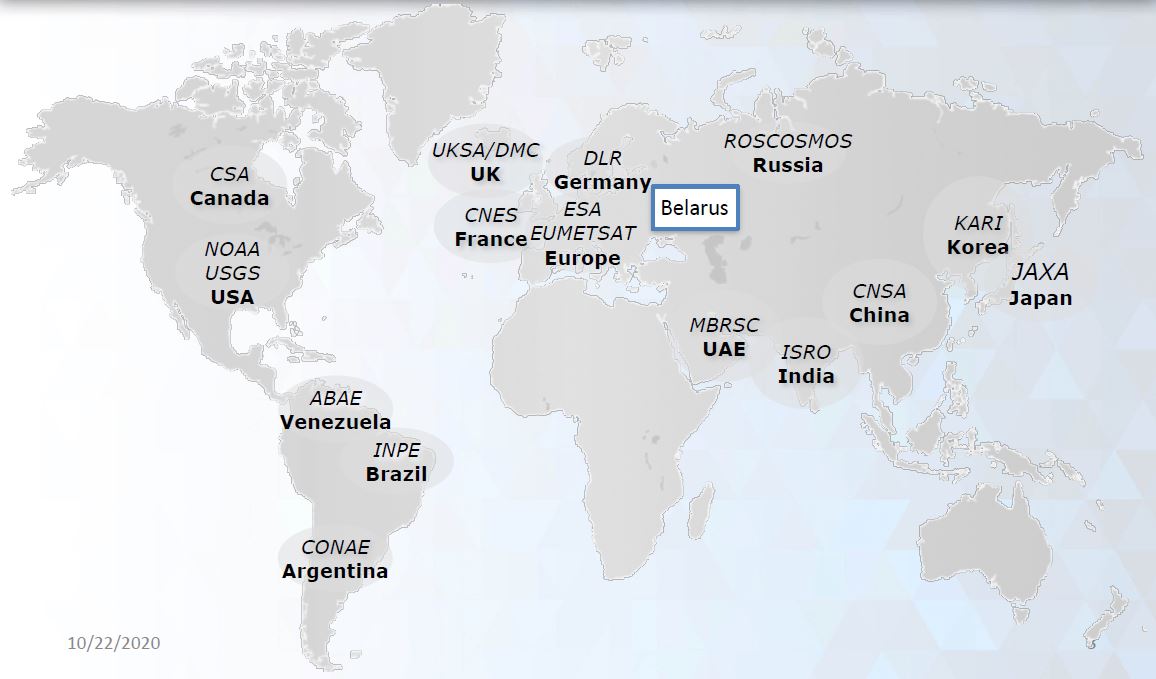 UKSA/DMC
UK
DLR
Germany
ROSCOSMOS
Russia
CSA
Canada
CNES
France
ESA
EUMETSAT
Europe
Belarus
KARI
Korea
NOAA
USGS
USA
JAXA
Japan
CNSA
China
MBRSC
UAE
ISRO
India
ABAE
Venezuela
INPE
Brazil
CONAE
Argentina
10/22/2020